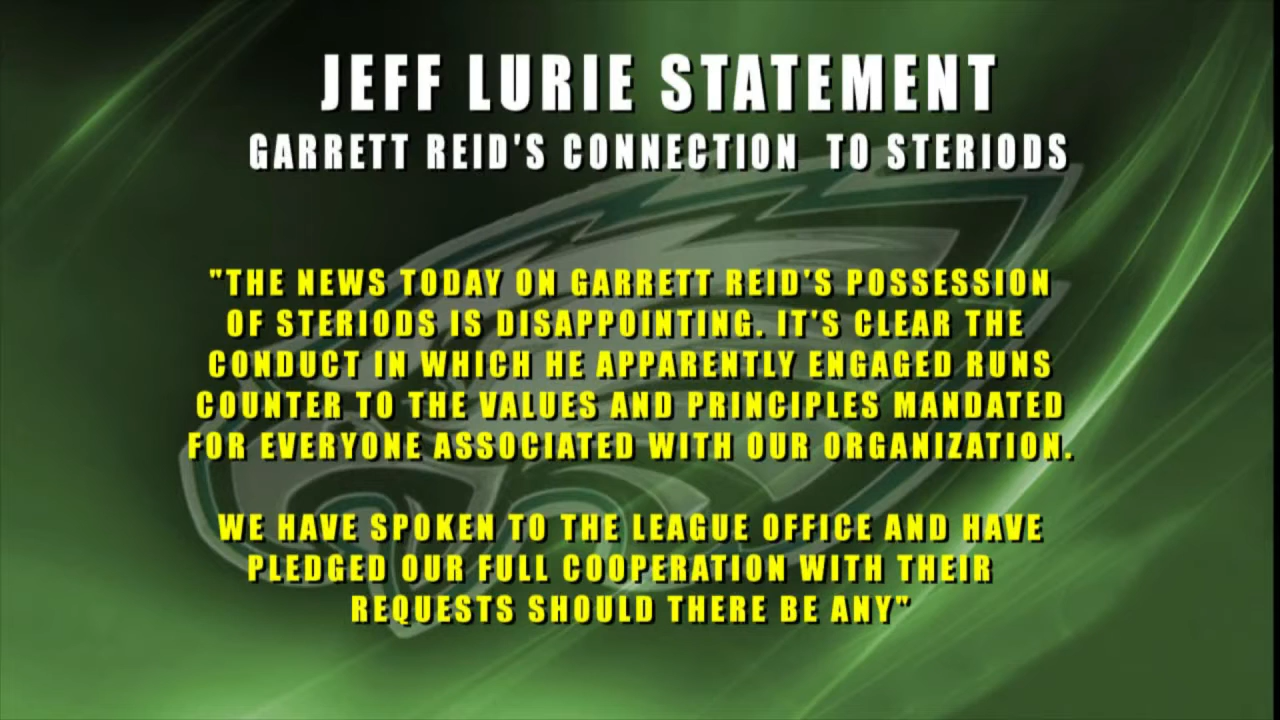 JEFF LURIE STATEMENT
GARRETT REID'S CONNECTION TO STERIODS
"THE NEWS TODAY ON GARRETT REID'S POSSESSION
OF STERIODS IS DISAPPOINTING. IT'S CLEAR THE
CONDUCT IN WHICH HE APPARENTLY ENGAGED RUNS
COUNTER TO THE VALUES AND PRINCIPLES MANDATED
FOR EVERYONE ASSOCIATED WITH OUR ORGANIZATION.
WE HAVE SPOKEN TO THE LEAGUE OFFICE AND HAVE
PLEDGED OUR FULL COOPERATION WITH THEIR
REQUESTS SHOULD THERE BE ANY"